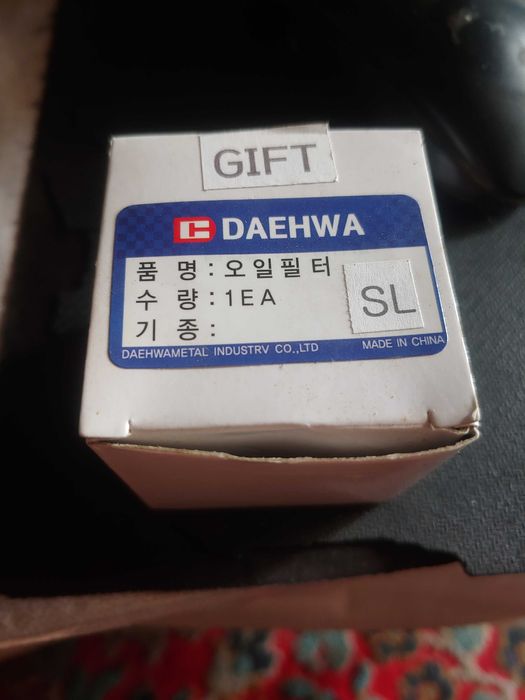 GIFT
DAEHWA
품 명 : 오일필터
수 량 : 1EA
SL
기 종 :
DAEHWAMETAL INDUSTRV CO.,LTD
MADE IN CHINA